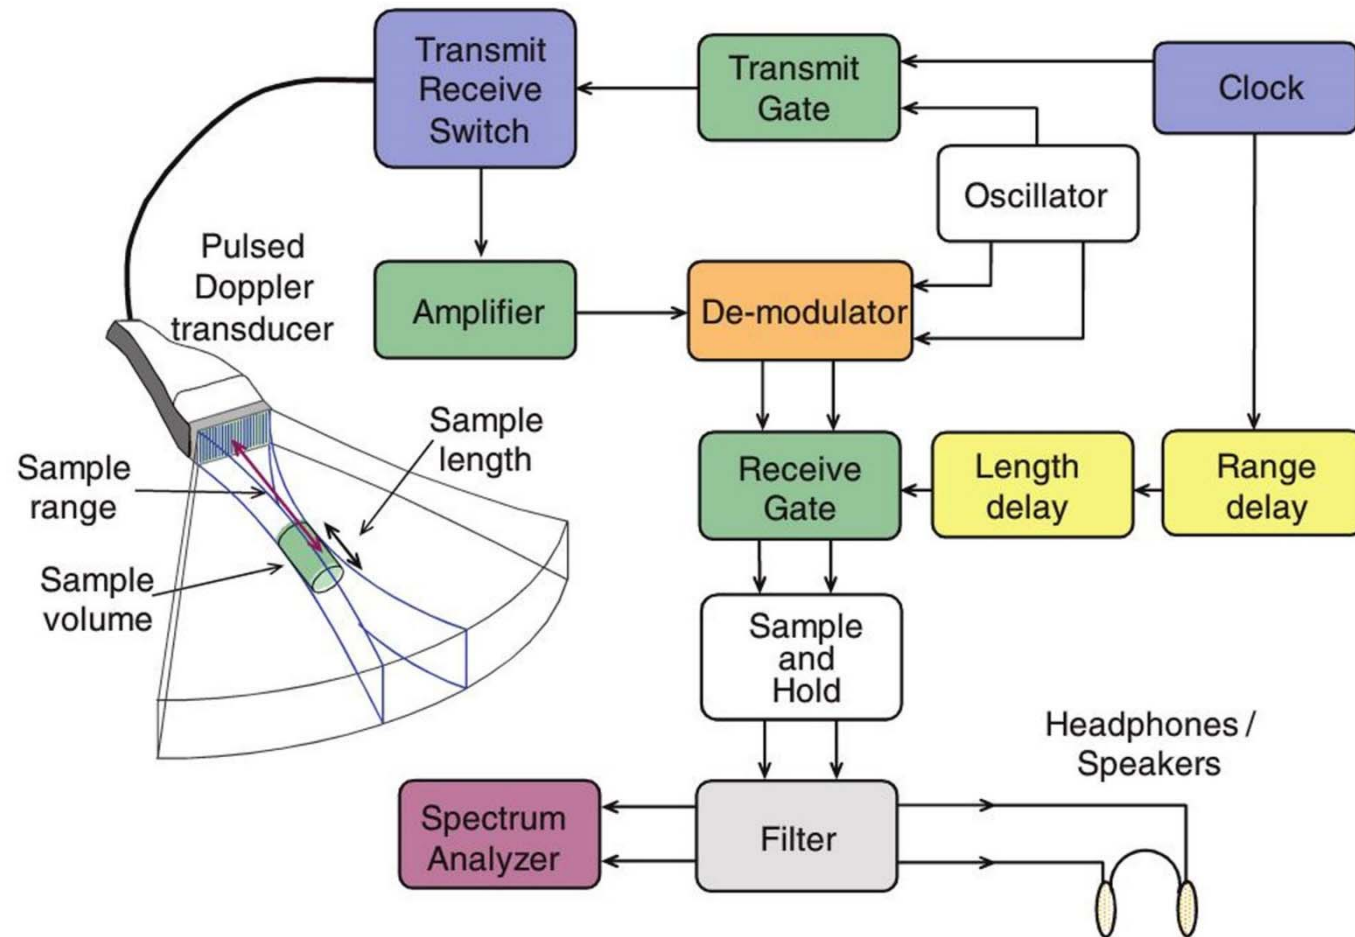 Transmit
Receive
Switch
Transmit
Gate
Clock
Oscillator
Pulsed
Doppler
transducer
Amplifier
De-modulator
Sample
length
Sample
range
Receive
Gate
Length
delay
Range
delay
Sample
volume
Sample
and
Hold
Headphones /
Speakers
Spectrum
Analyzer
Filter